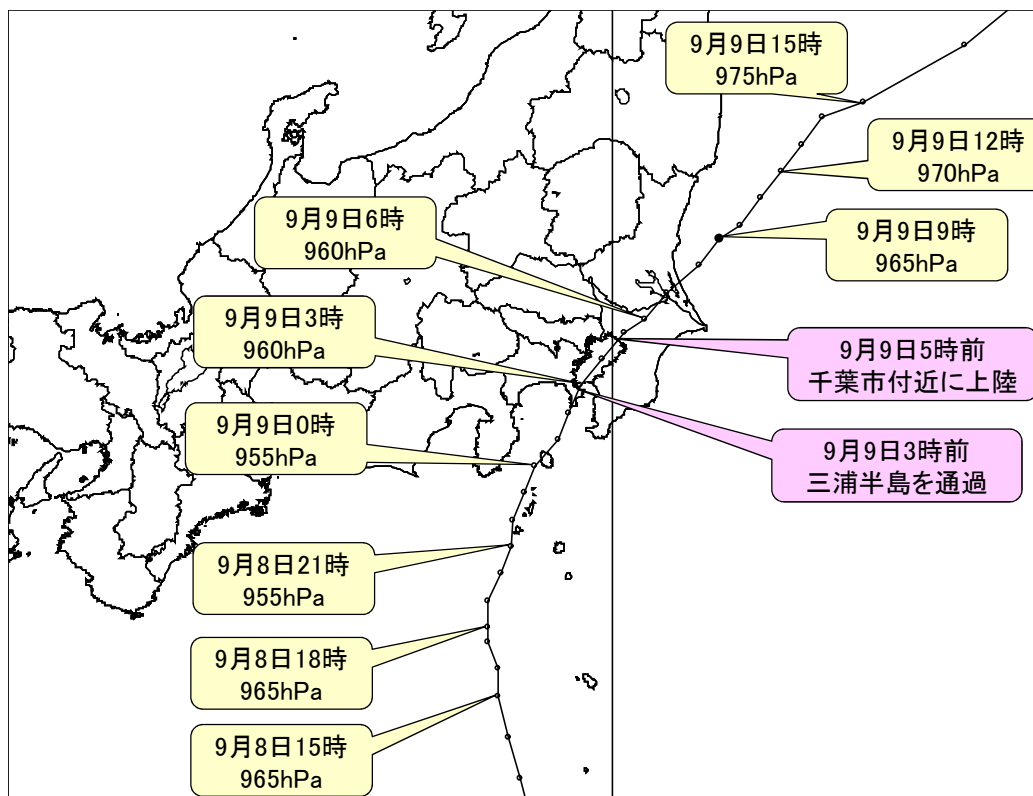 9月9日15時
975hPa
9月9日12時
970hPa
9月9日6時
960hPa
9月9日9時
965hPa
9月9日3時
960hPa
9月9日5時前
千葉市付近に上陸
9月9日0時
955hPa
9月9日3時前
三浦半島を通過
9月8日21時
955hPa
9月8日18時
965hPa
9月8日15時
965hPa